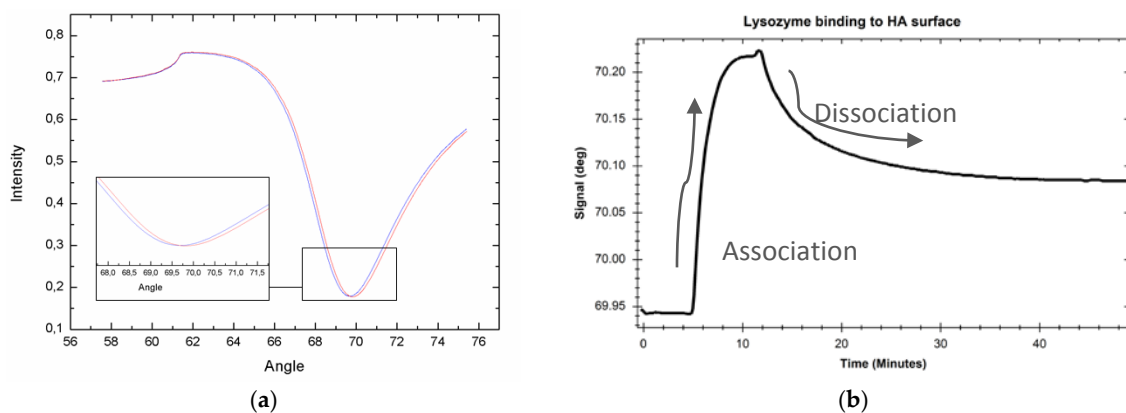 0,8
0,7
0,6
0,5
0,4
0,3
0,2
0,1
Intensity
68,0 68,5 69,0 69,5 70,0 70,5 71,0 71,5
Angle
56 58 60 62 64 66 68 70 72 74 76
Angle
(a)
Lysozyme binding to HA surface
70.20
70.15
70.10
70.05
70.00
69.95
Signal (deg)
Dissociation
Association
0 10 20 30 40
Time (Minutes)
(b)